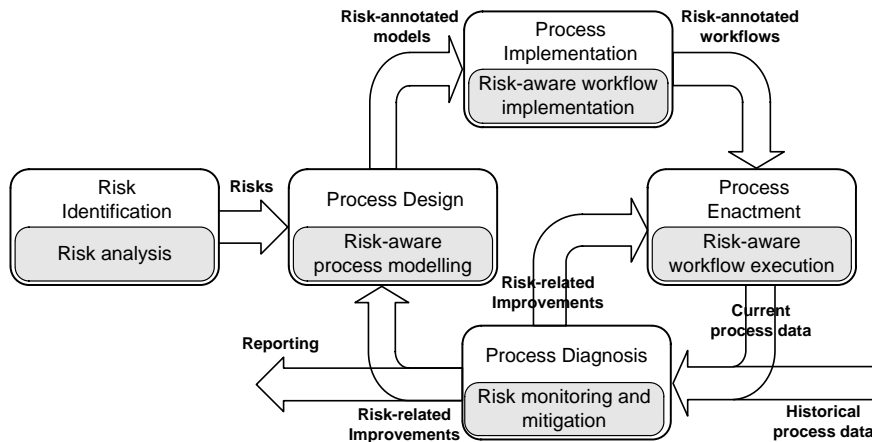 Risk-annotated
models
Process
Implementation
Risk-aware workflow
implementation
Risk-annotated
workflows
Risk
Identification
Risk analysis
Risks
Process Design
Risk-aware
process modelling
Process
Enactment
Risk-aware
workflow execution
Risk-related
Improvements
Current
process data
Reporting
Process Diagnosis
Risk monitoring and
mitigation
Risk-related
Improvements
Historical
process data